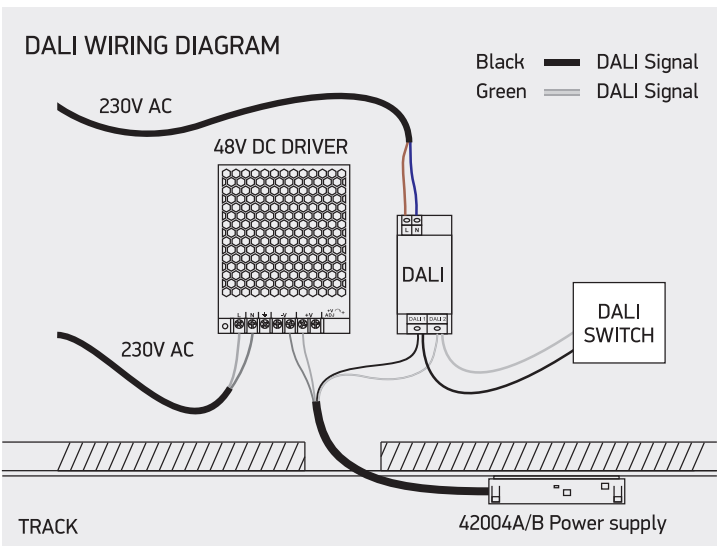 DALI WIRING DIAGRAM
Black DALI Signal
Green DALI Signal
230V AC
48V DC DRIVER
L N
DALI
L N -V +V +V ADJ
DALI 1 DALI 2
DALI
SWITCH
230V AC
TRACK
42004A/B Power supply